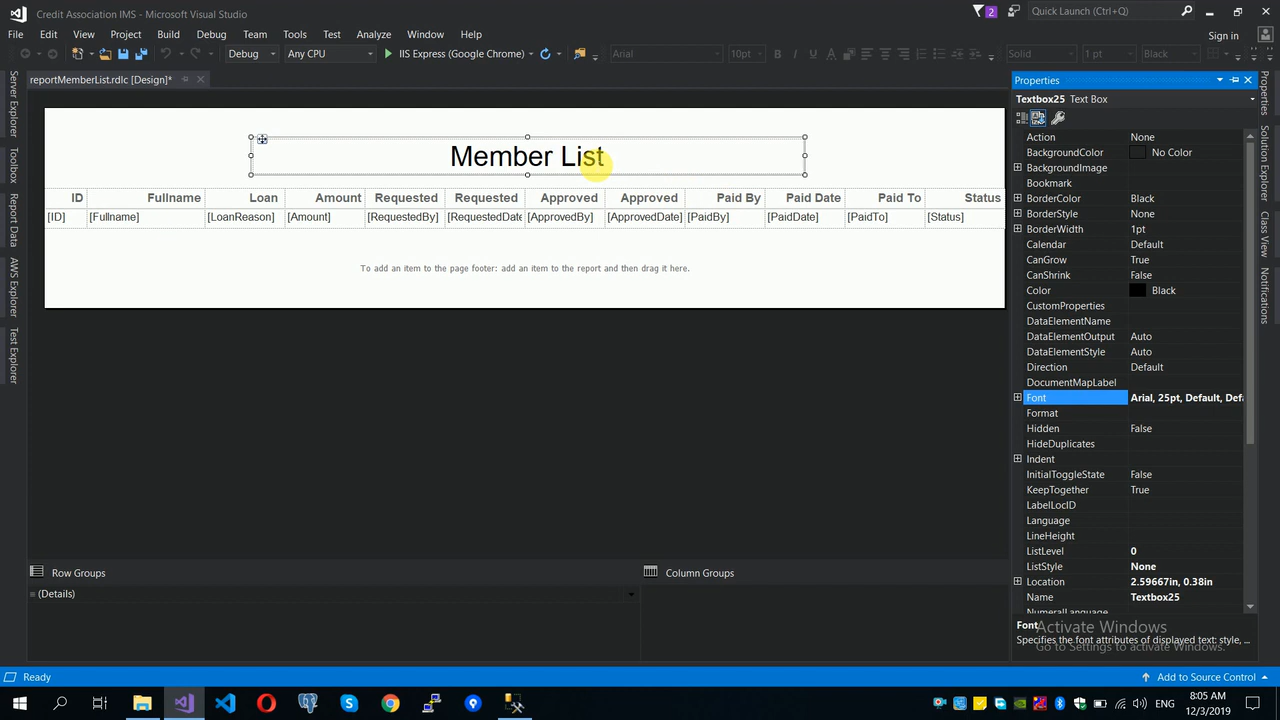 Credit Association IMS - Microsoft Visual Studio
2
Quick Launch (Ctrl+Q)
File Edit View Project Build Debug Team Tools Test Analyze Window Help
Sign in
Debug Any CPU IIS Express (Google Chrome) Arial 10pt B I U A Solid 1 pt Black
reportMemberList.rdlc [Design]*
Server Explorer
Toolbox
Report Data
AWS Explorer
Test Explorer
Member List
ID Fullname Loan Amount Requested Requested Approved Approved Paid By Paid Date Paid To Status
[ID] [Fullname] [LoanReason] [Amount] [RequestedBy] [RequestedDate [ApprovedBy] [ApprovedDate] [PaidBy] [PaidDate] [PaidTo] [Status]
To add an item to the page footer: add an item to the report and then drag it here.
Row Groups
Column Groups
(Details)
Properties
Textbox25 Text Box
Action None
BackgroundColor No Color
BackgroundImage
Bookmark
BorderColor Black
BorderStyle None
BorderWidth 1pt
Calendar Default
CanGrow True
CanShrink False
Color Black
CustomProperties
DataElementName
DataElementOutput Auto
DataElementStyle Auto
Direction Default
DocumentMapLabel
Font Arial, 25pt, Default, Def
Format
Hidden False
HideDuplicates
Indent
InitialToggleState False
KeepTogether True
LabelLocID
Language
LineHeight
ListLevel 0
ListStyle None
Location 2.59667in, 0.38in
Name Textbox25
NumeralLanguage
Font
Specifies the font attributes of displayed text: style, ...
Activate Windows
Go to Settings to activate Windows.
Properties
Solution Explorer
Class View
Notifications
Ready
Add to Source Control
ENG
8:05 AM
12/3/2019